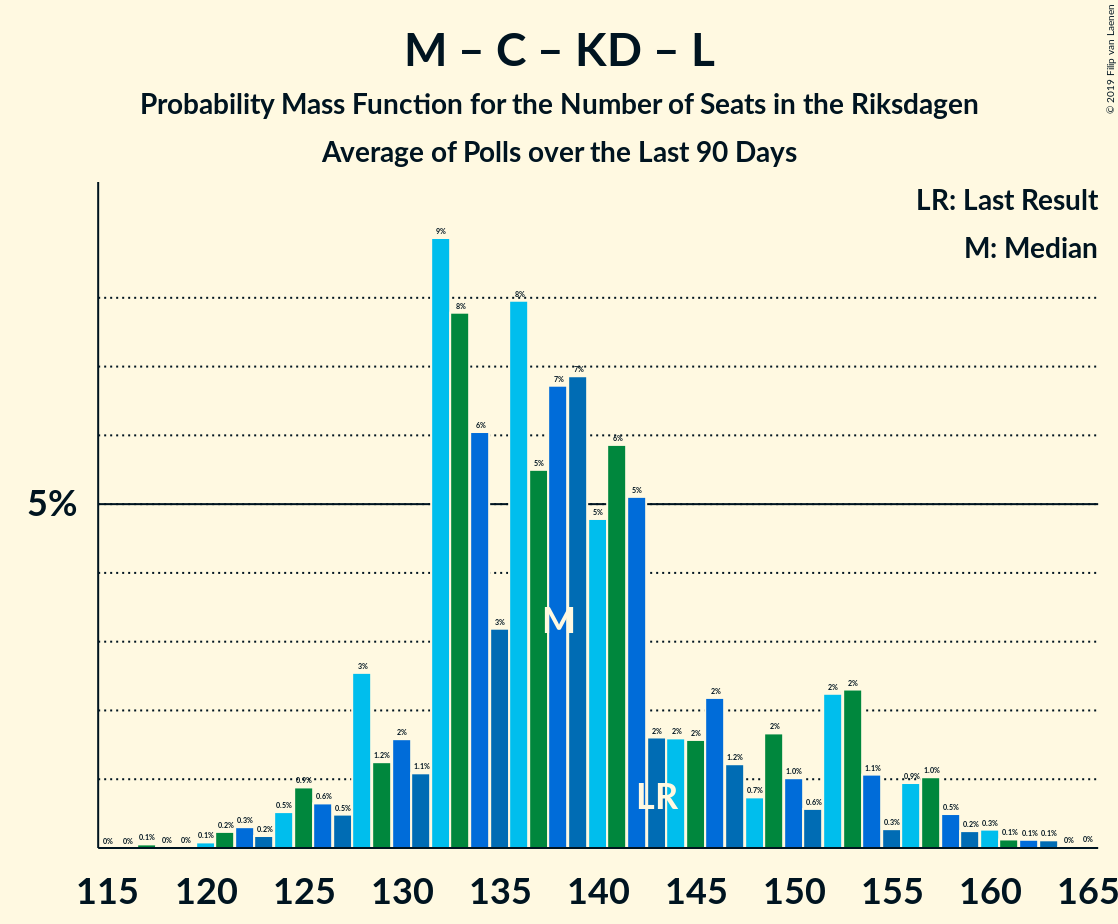 M – C – KD – L
Probability Mass Function for the Number of Seats in the Riksdagen
Average of Polls over the Last 90 Days
© 2019 Filip van Laenen
LR: Last Result
M: Median
5%
0% 0% 0.1% 0% 0% 0.1% 0.2% 0.3% 0.2% 0.5% 0.9% 0.6% 0.5% 3% 1.2% 2% 1.1% 9% 8% 6% 3% 8% 5% 7% 7% 5% 6% 5% 2% 2% 2% 2% 1.2% 0.7% 2% 1.0% 0.6% 2% 2% 1.1% 0.3% 0.9% 1.0% 0.5% 0.2% 0.3% 0.1% 0.1% 0.1% 0% 0%
M
LR
115 120 125 130 135 140 145 150 155 160 165